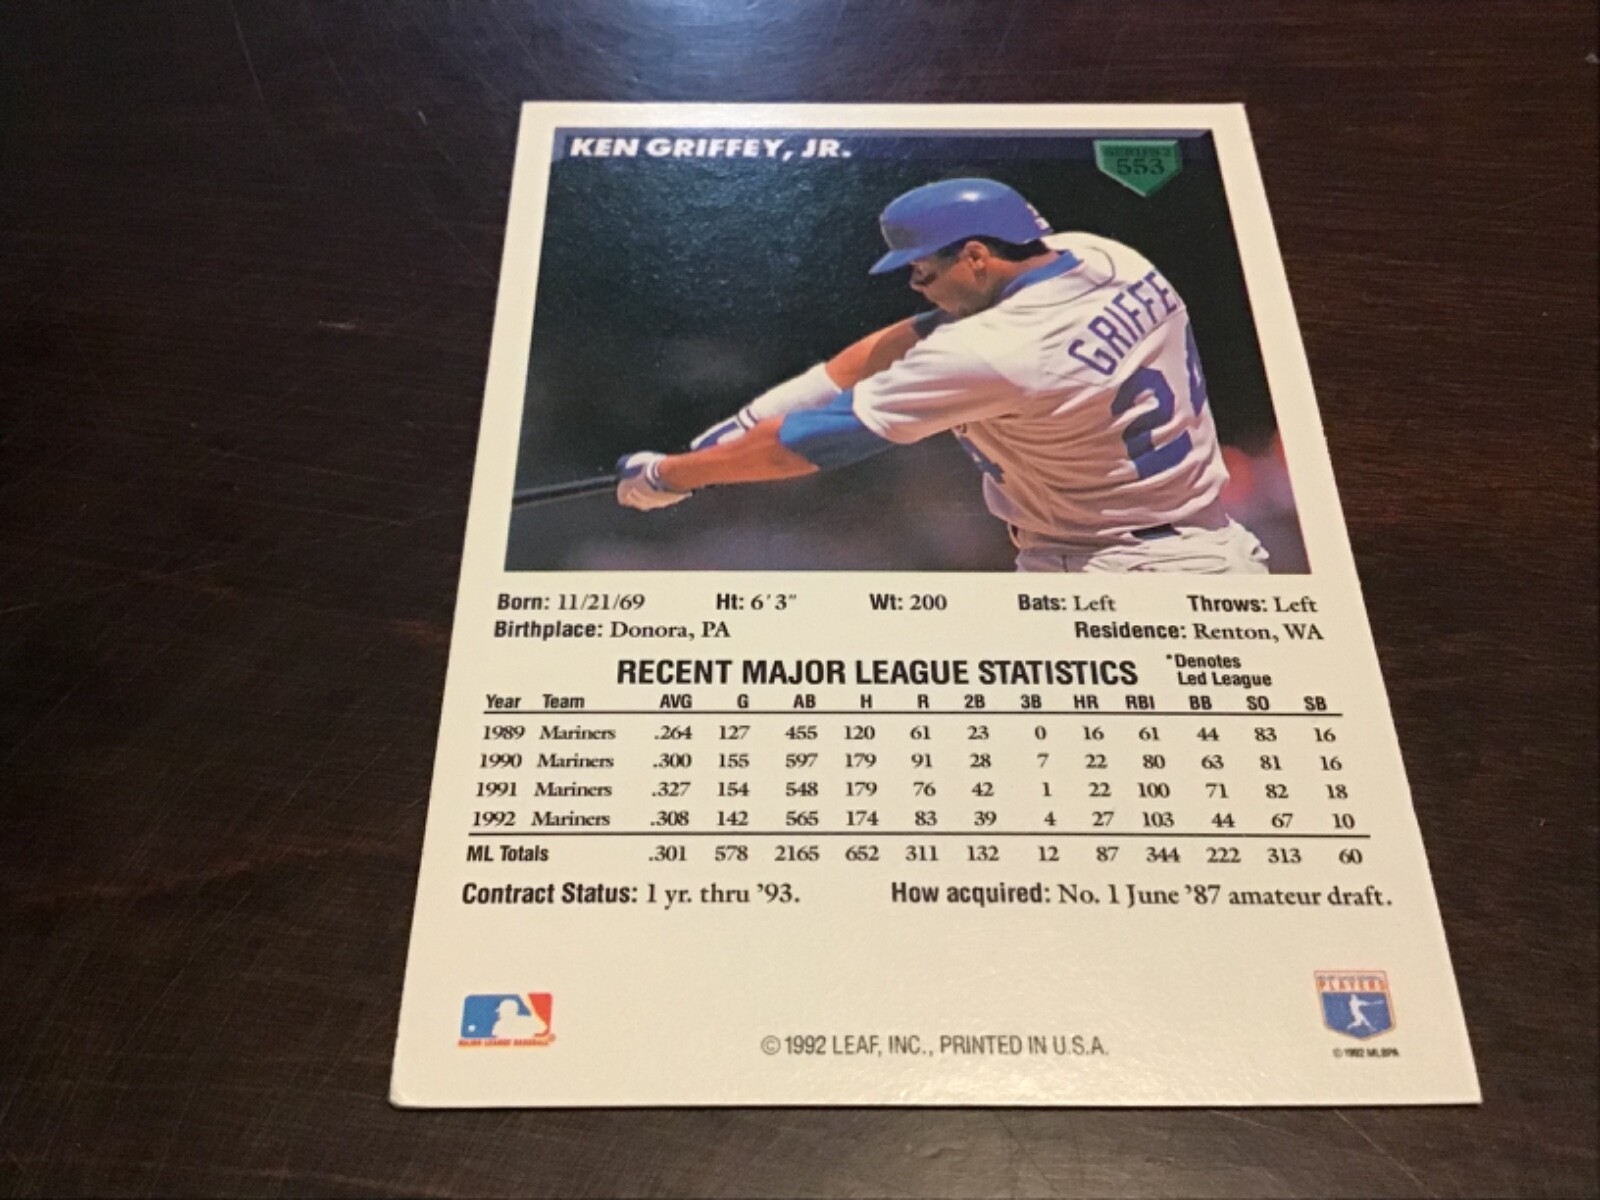 KEN GRIFFEY, JR.
SERIES 2
553
GRIFFE
24
Born: 11/21/69 Ht: 6'3" Wt: 200 Bats: Left Throws: Left
Birthplace: Donora, PA Residence: Renton, WA
RECENT MAJOR LEAGUE STATISTICS *Denotes
Led League
Year Team AVG G AB H R 2B 3B HR RBI BB SO SB
1989 Mariners .264 127 455 120 61 23 0 16 61 44 83 16
1990 Mariners .300 155 597 179 91 28 7 22 80 63 81 16
1991 Mariners .327 154 548 179 76 42 1 22 100 71 82 18
1992 Mariners .308 142 565 174 83 39 4 27 103 44 67 10
ML Totals .301 578 2165 652 311 132 12 87 344 222 313 60
Contract Status: 1 yr. thru '93. How acquired: No. 1 June '87 amateur draft.
MAJOR LEAGUE BASEBALL®
PLAYERS
© 1992 LEAF, INC., PRINTED IN U.S.A.
© 1992 MLBPA